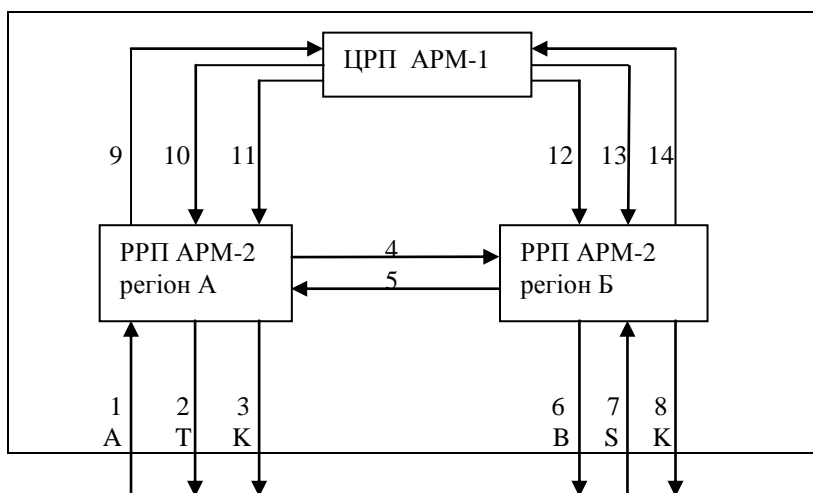 ЦРП АРМ-1
9 10 11 12 13 14
РРП АРМ-2
регіон А
4
5
РРП АРМ-2
регіон Б
1 2 3 6 7 8
А Т К В S К